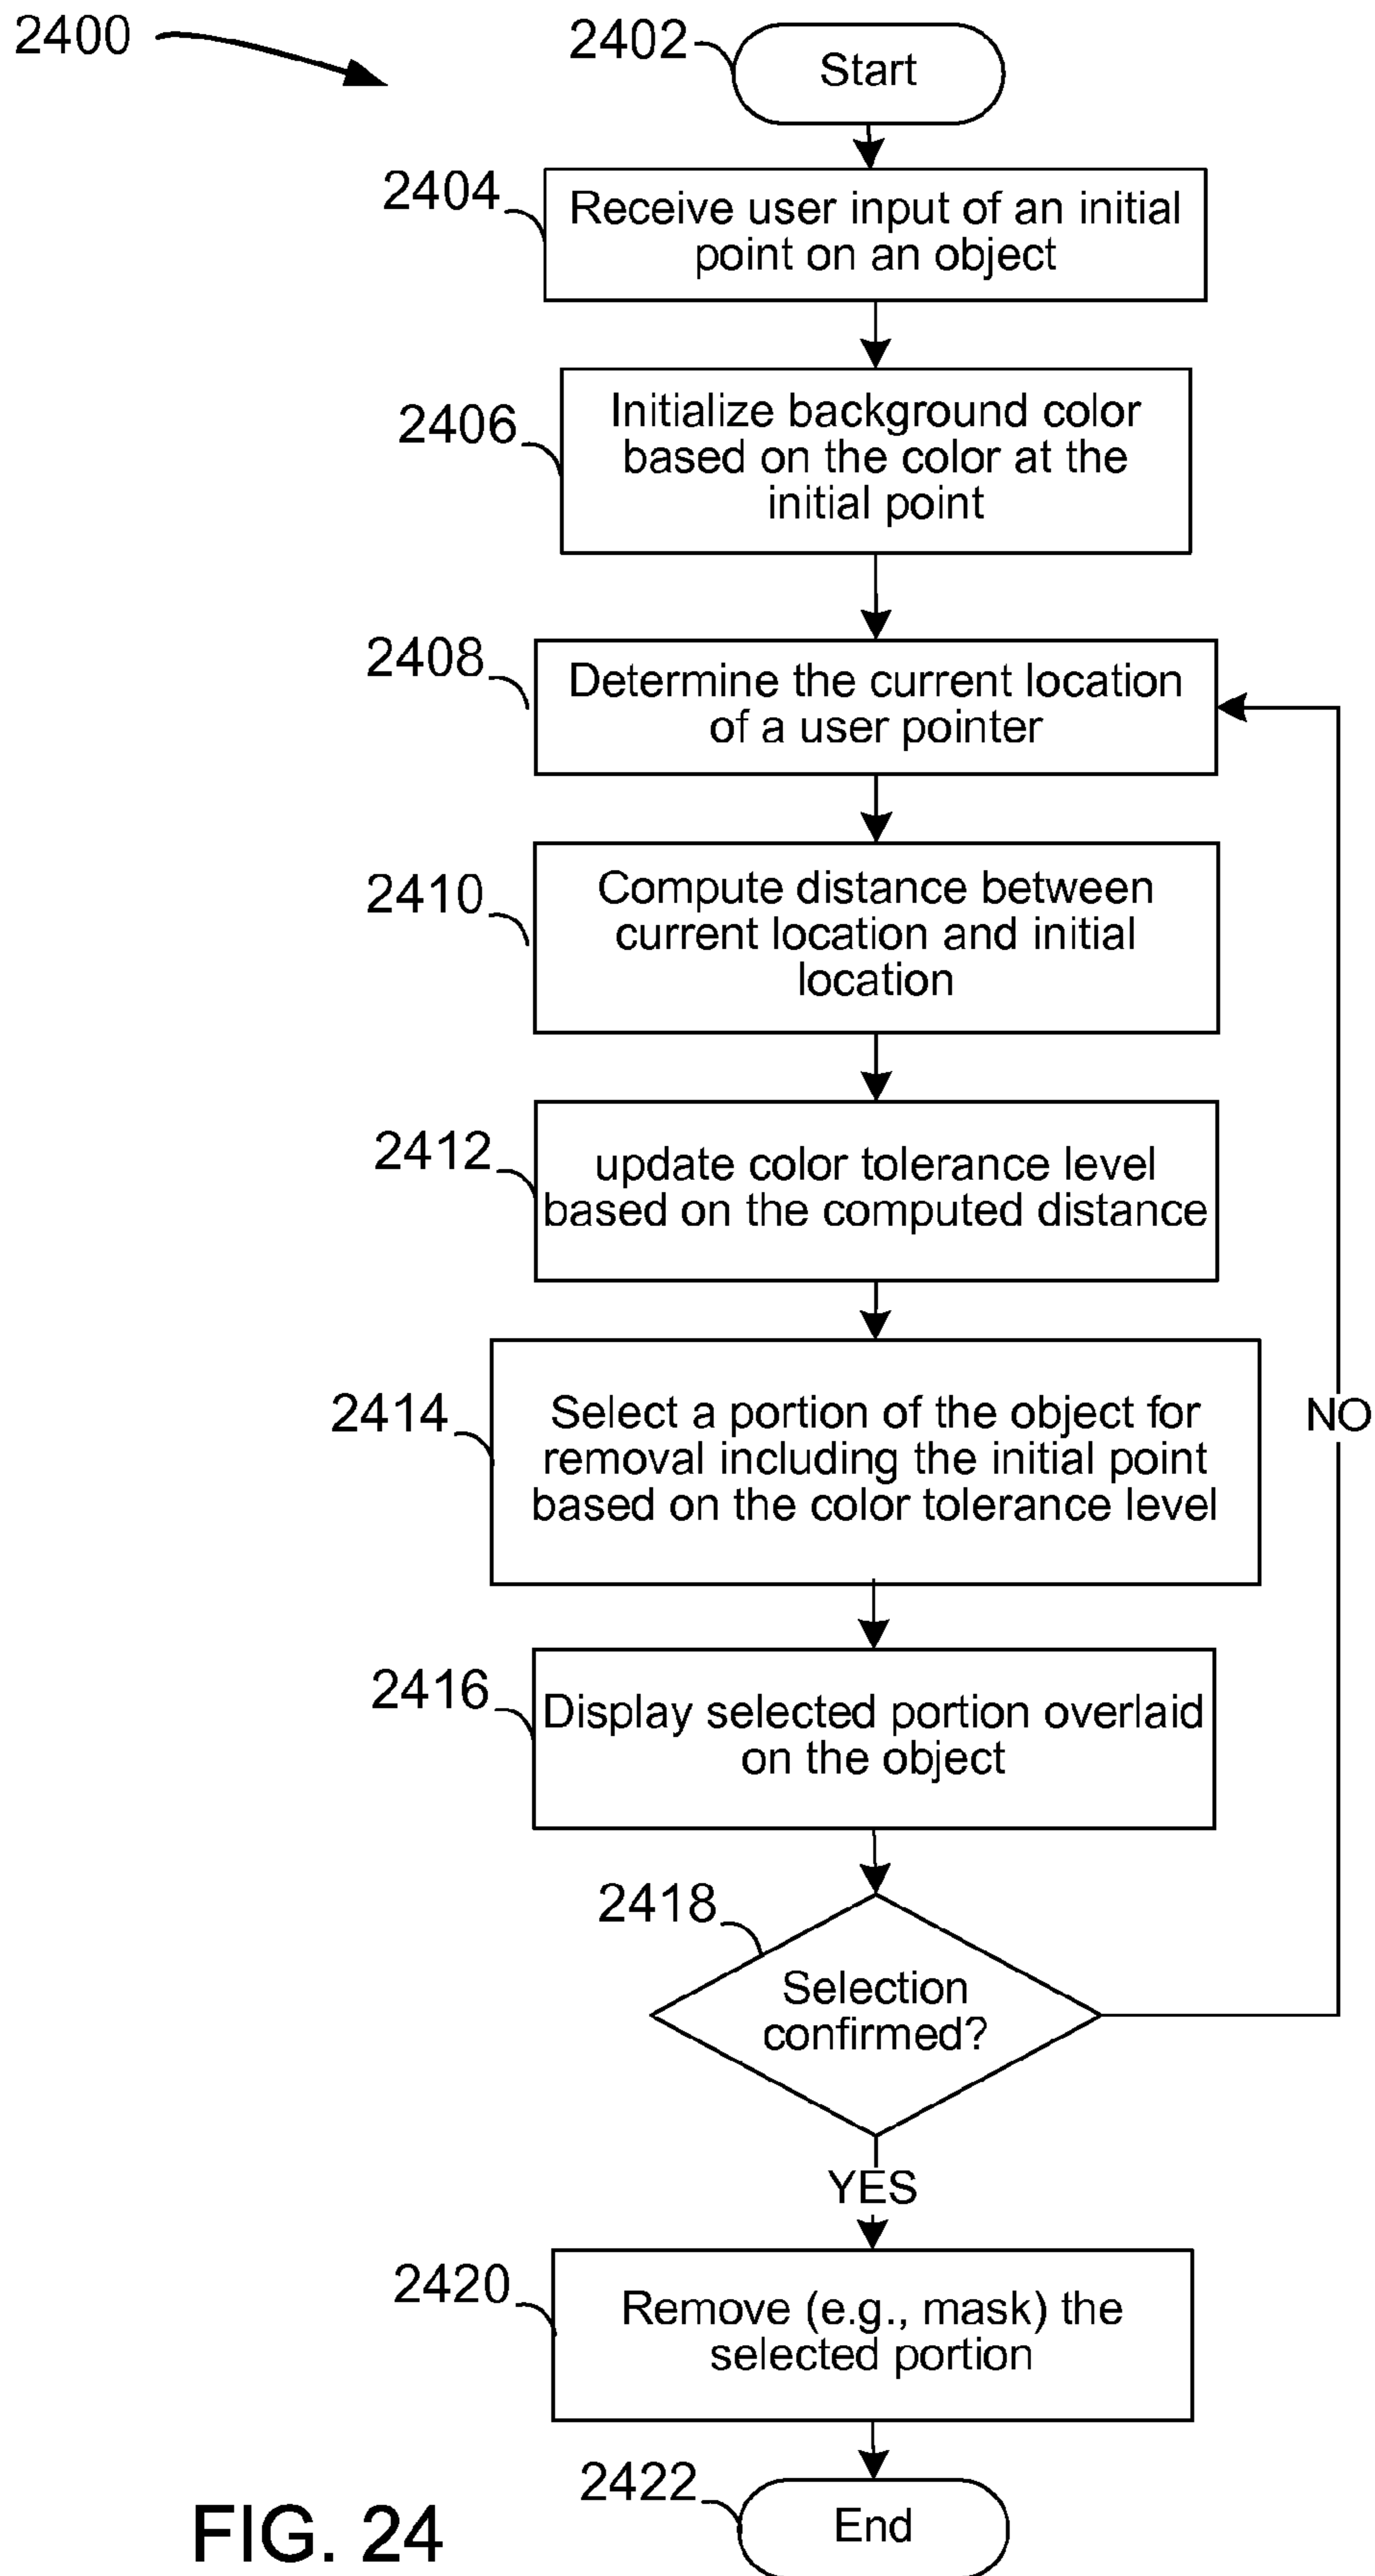 2400
2402
Start
2404
Receive user input of an initial
point on an object
2406
Initialize background color
based on the color at the
initial point
2408
Determine the current location
of a user pointer
2410
Compute distance between
current location and initial
location
2412
update color tolerance level
based on the computed distance
2414
Select a portion of the object for
removal including the initial point
based on the color tolerance level
NO
2416
Display selected portion overlaid
on the object
2418
Selection
confirmed?
YES
2420
Remove (e.g., mask) the
selected portion
2422
End
FIG. 24